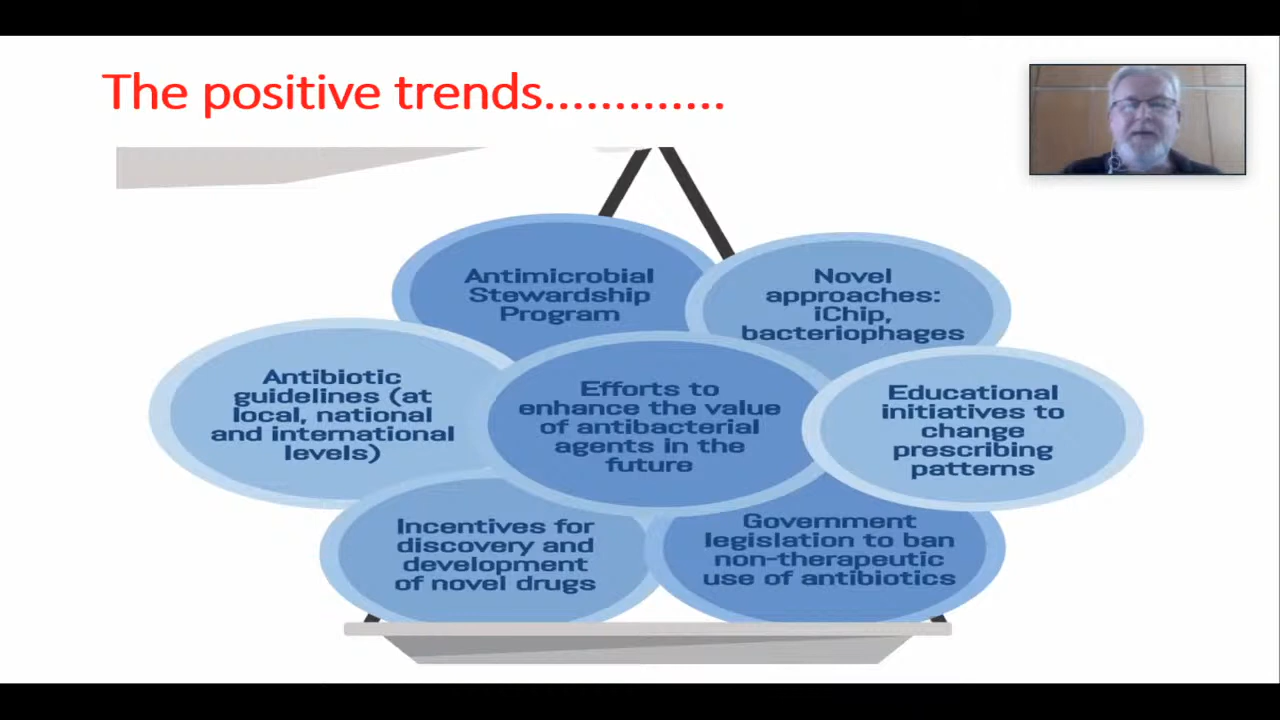 The positive trends.............
Antimicrobial
Stewardship
Program
Novel
approaches:
iChip,
bacteriophages
Antibiotic
guidelines (at
local, national
and international
levels)
Efforts to
enhance the value
of antibacterial
agents in the
future
Educational
initiatives to
change
prescribing
patterns
Incentives for
discovery and
development
of novel drugs
Government
legislation to ban
non-therapeutic
use of antibiotics